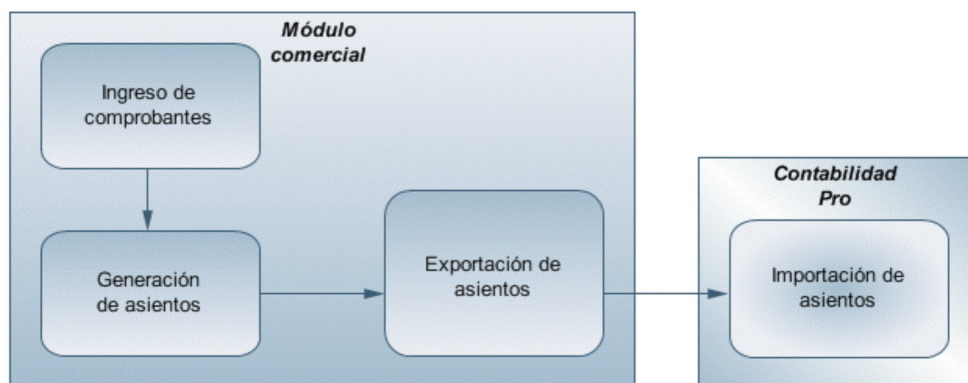 Módulo
comercial
Ingreso de
comprobantes
Generación
de asientos
Exportación de
asientos
Contabilidad
Pro
Importación de
asientos